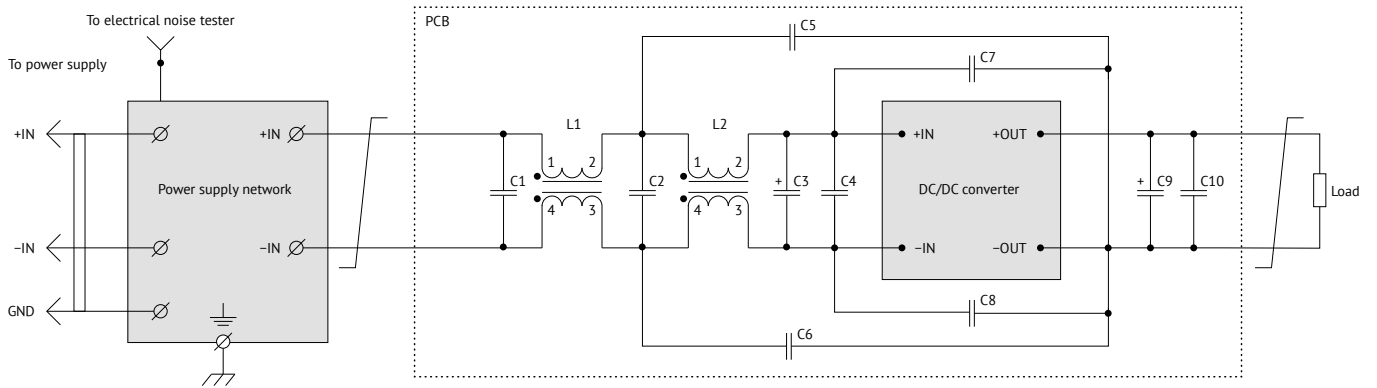 To electrical noise tester
PCB
C5
To power supply
C7
+IN
+IN
L1
L2
+IN
+OUT
1 2
1 2
Power supply network
C1
C2
+
C3
C4
DC/DC converter
+
C9
C10
Load
4 3
4 3
−IN
−IN
−IN
−OUT
GND
C8
C6